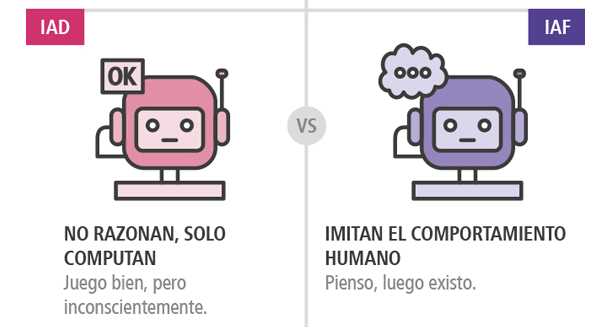 IAD
OK
NO RAZONAN, SOLO
COMPUTAN
Juego bien, pero
inconscientemente.
VS
IAF
IMITAN EL COMPORTAMIENTO
HUMANO
Pienso, luego existo.